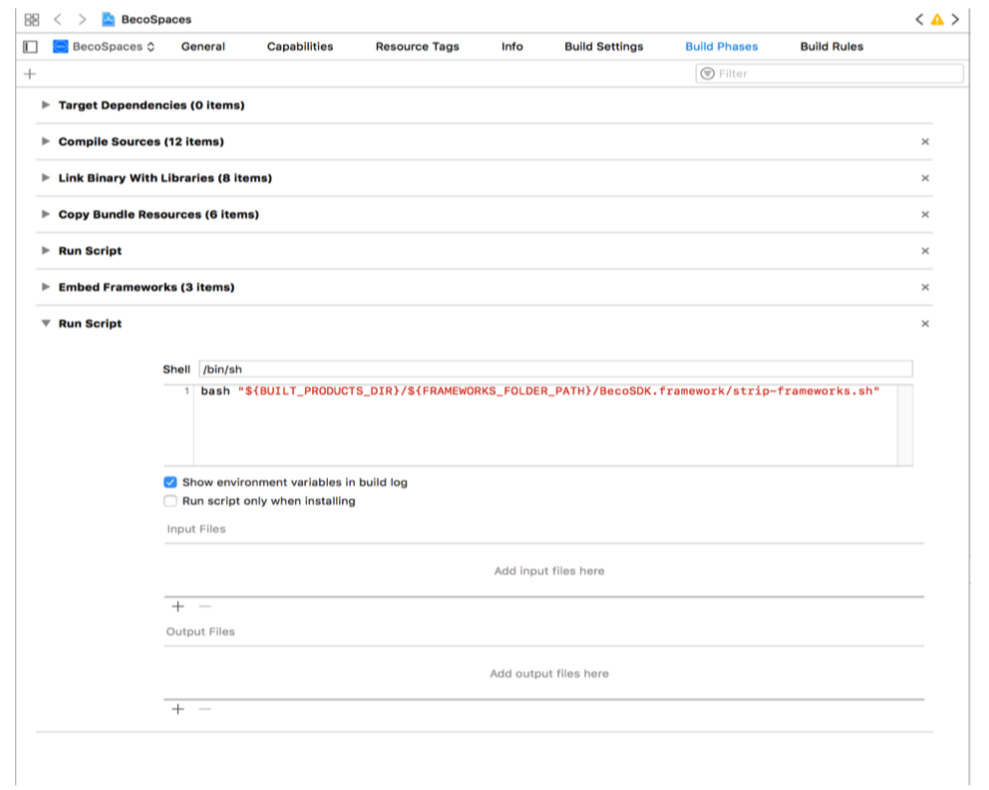 BecoSpaces
BecoSpaces General Capabilities Resource Tags Info Build Settings Build Phases Build Rules
Filter
Target Dependencies (0 items)
Compile Sources (12 items)
Link Binary With Libraries (8 items)
Copy Bundle Resources (6 items)
Run Script
Embed Frameworks (3 items)
Run Script
Shell /bin/sh
1 bash "${BUILT_PRODUCTS_DIR}/${FRAMEWORKS_FOLDER_PATH}/BecoSDK.framework/strip-frameworks.sh"
Show environment variables in build log
Run script only when installing
Input Files
Add input files here
Output Files
Add output files here